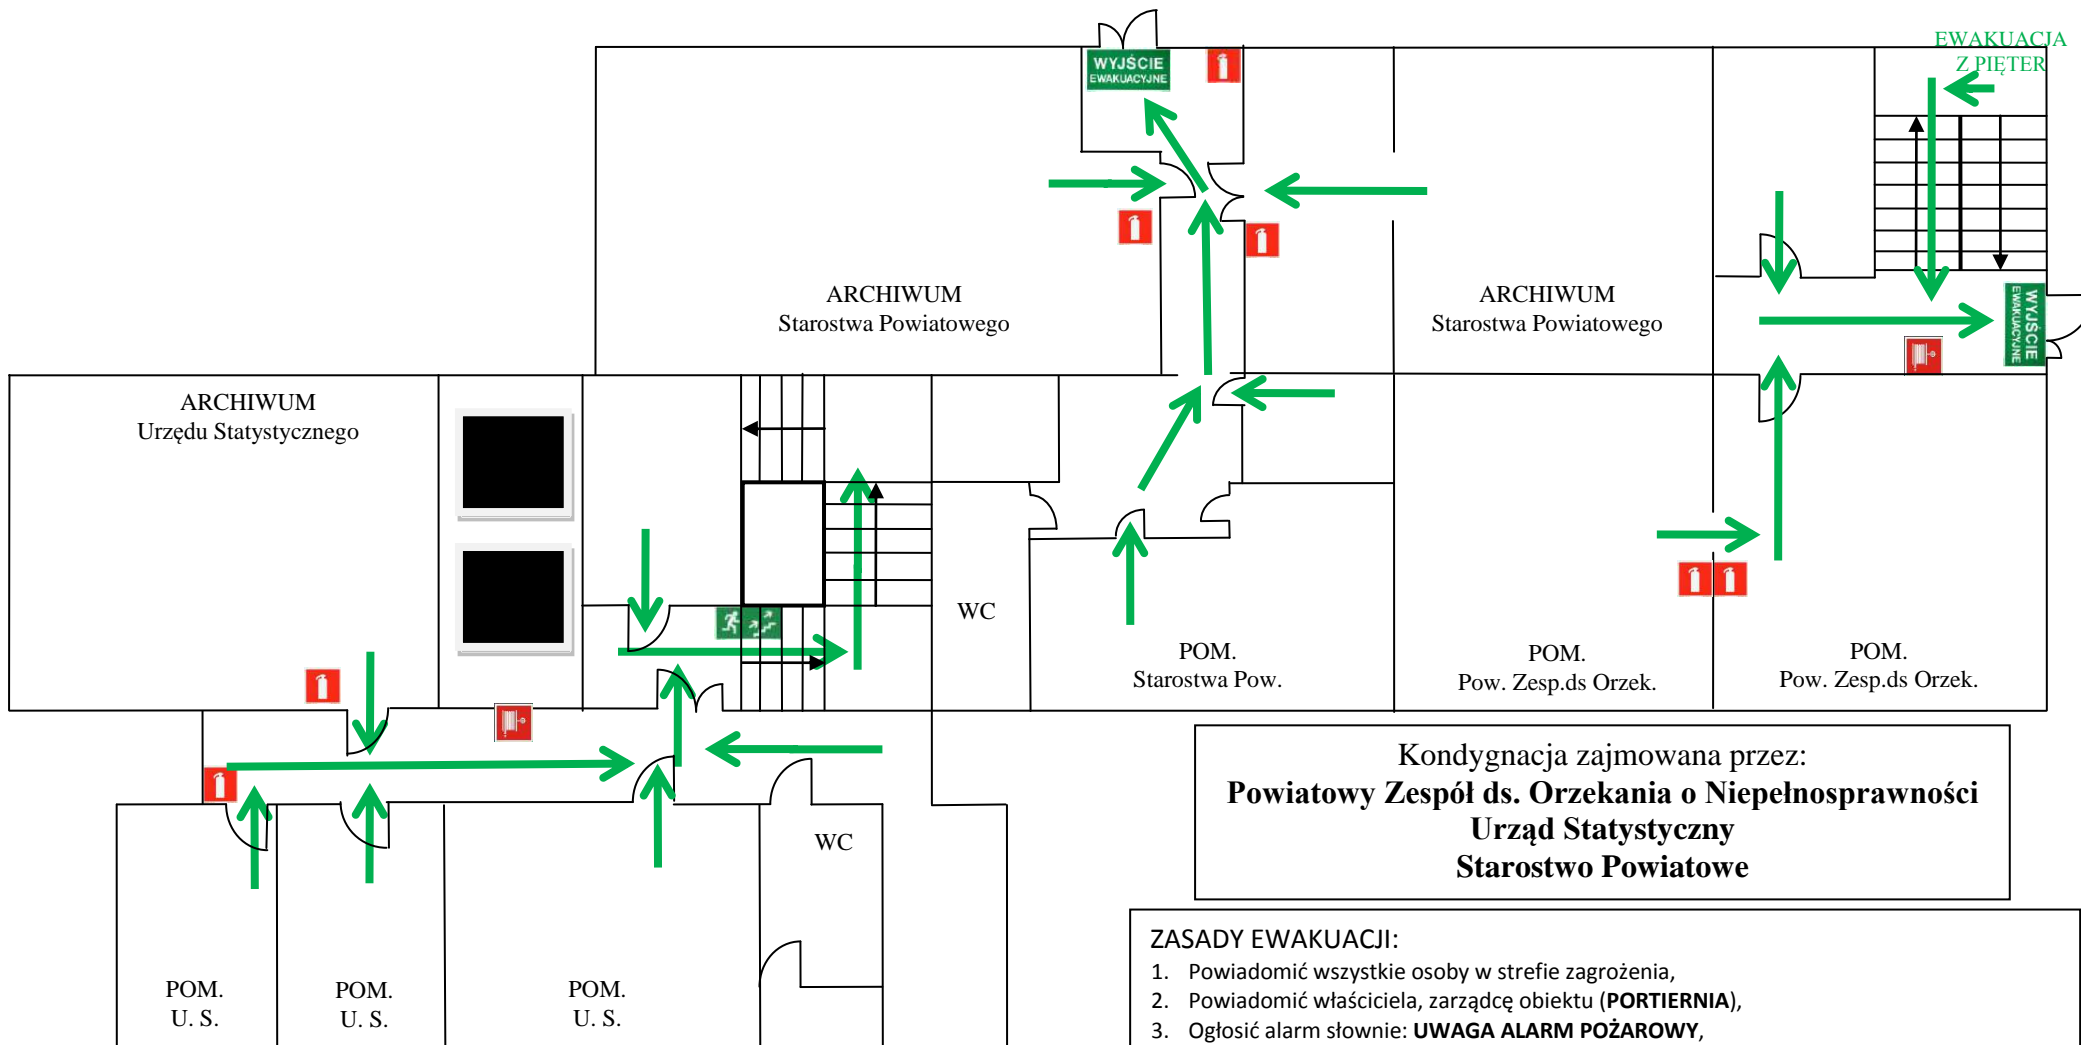 EWAKUACJA
Z PIĘTER
WYJŚCIE
EWAKUACYJNE
ARCHIWUM
Starostwa Powiatowego
ARCHIWUM
Starostwa Powiatowego
WYJŚCIE
EWAKUACYJNE
ARCHIWUM
Urzędu Statystycznego
WC
POM.
Starostwa Pow.
POM.
Pow. Zesp.ds Orzek.
POM.
Pow. Zesp.ds Orzek.
WC
POM.
U. S.
POM.
U. S.
POM.
U. S.
Kondygnacja zajmowana przez:
Powiatowy Zespół ds. Orzekania o Niepełnosprawności
Urząd Statystyczny
Starostwo Powiatowe
ZASADY EWAKUACJI:
1. Powiadomić wszystkie osoby w strefie zagrożenia,
2. Powiadomić właściciela, zarządcę obiektu (PORTIERNIA),
3. Ogłosić alarm słownie: UWAGA ALARM POŻAROWY,